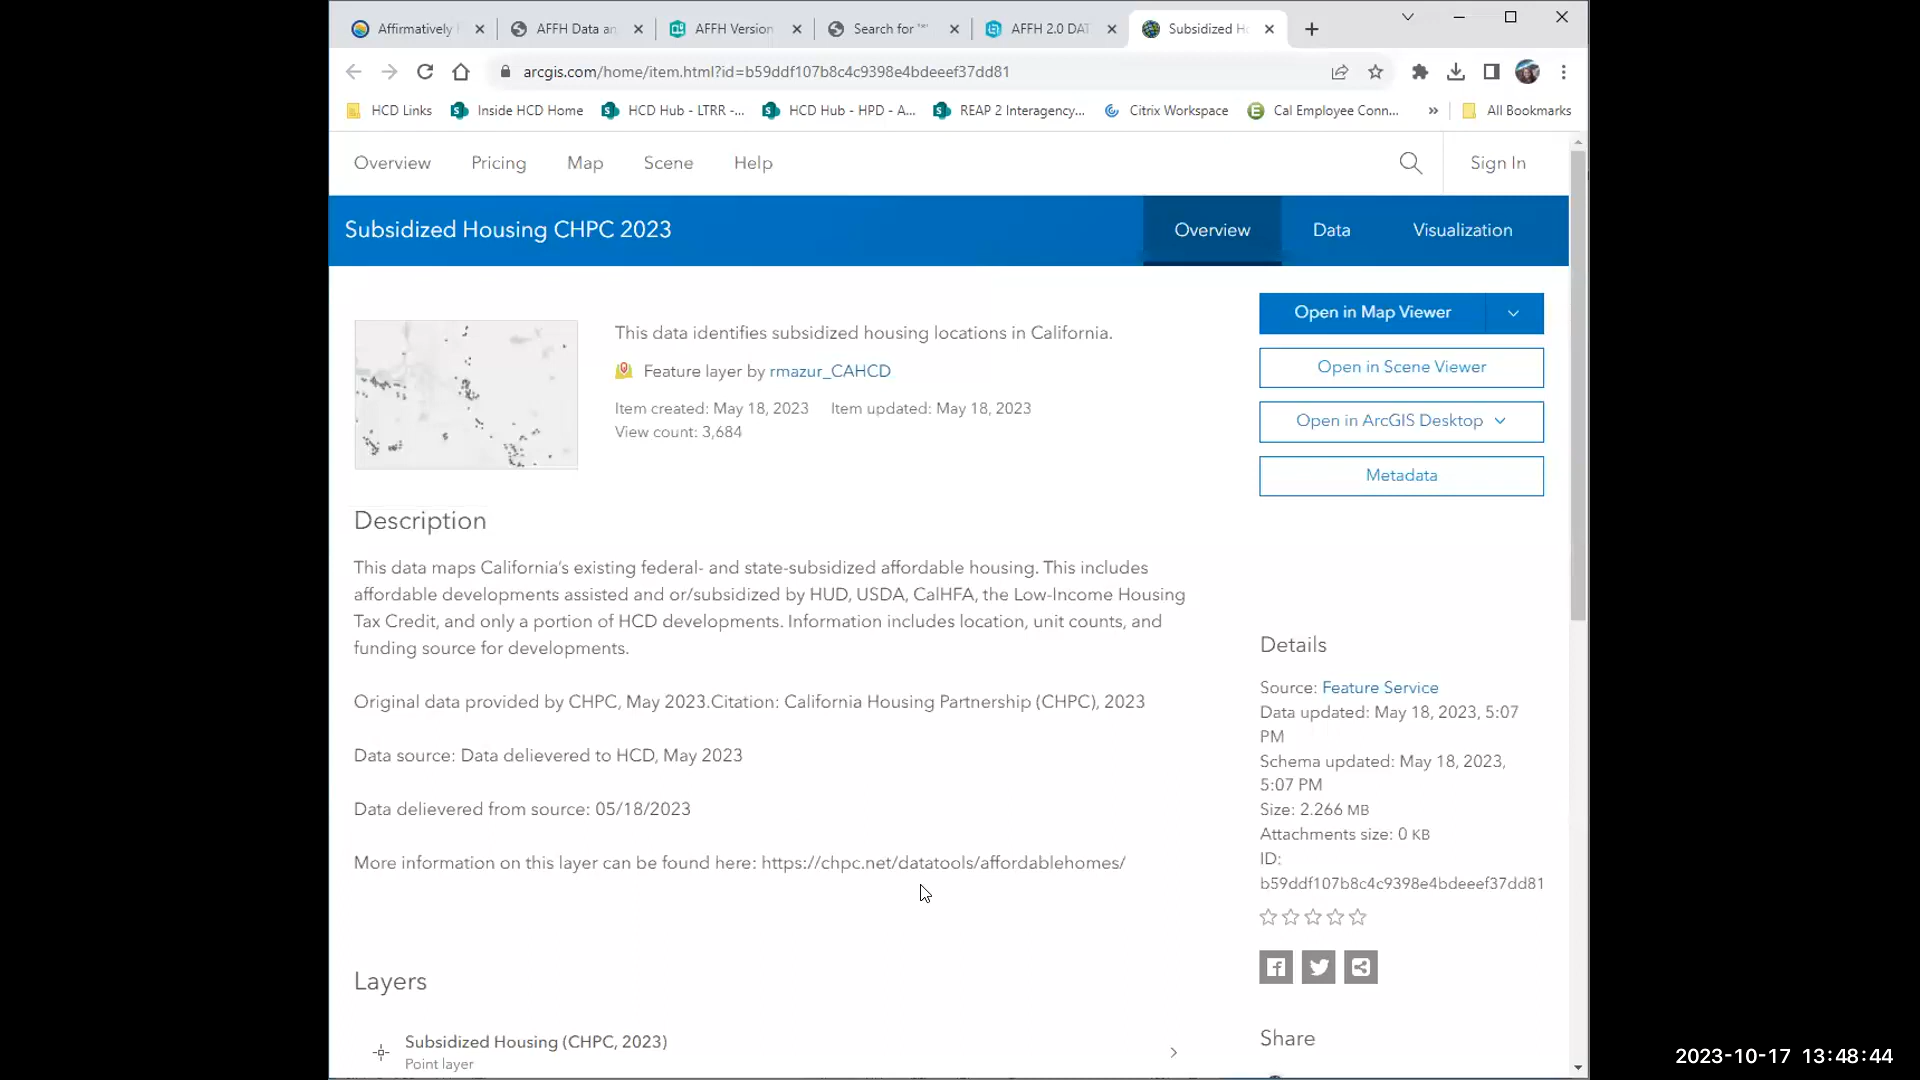 Affirmatively
AFFH Data an
AFFH Version
Search for "*"
AFFH 2.0 DAT
Subsidized Ho
arcgis.com/home/item.html?id=b59ddf107b8c4c9398e4bdeeef37dd81
HCD Links
Inside HCD Home
HCD Hub - LTRR -...
HCD Hub - HPD - A...
REAP 2 Interagency...
Citrix Workspace
Cal Employee Conn...
»
All Bookmarks
Overview
Pricing
Map
Scene
Help
Sign In
Subsidized Housing CHPC 2023
Overview
Data
Visualization
This data identifies subsidized housing locations in California.
Feature layer by rmazur_CAHCD
Item created: May 18, 2023 Item updated: May 18, 2023
View count: 3,684
Open in Map Viewer
Open in Scene Viewer
Open in ArcGIS Desktop
Metadata
Description
This data maps California's existing federal- and state-subsidized affordable housing. This includes
affordable developments assisted and or/subsidized by HUD, USDA, CalHFA, the Low-Income Housing
Tax Credit, and only a portion of HCD developments. Information includes location, unit counts, and
funding source for developments.
Original data provided by CHPC, May 2023.Citation: California Housing Partnership (CHPC), 2023
Data source: Data delievered to HCD, May 2023
Data delievered from source: 05/18/2023
More information on this layer can be found here: https://chpc.net/datatools/affordablehomes/
Layers
Subsidized Housing (CHPC, 2023)
Point layer
Details
Source: Feature Service
Data updated: May 18, 2023, 5:07
PM
Schema updated: May 18, 2023,
5:07 PM
Size: 2.266 MB
Attachments size: 0 KB
ID:
b59ddf107b8c4c9398e4bdeeef37dd81
Share
2023-10-17 13:48:44